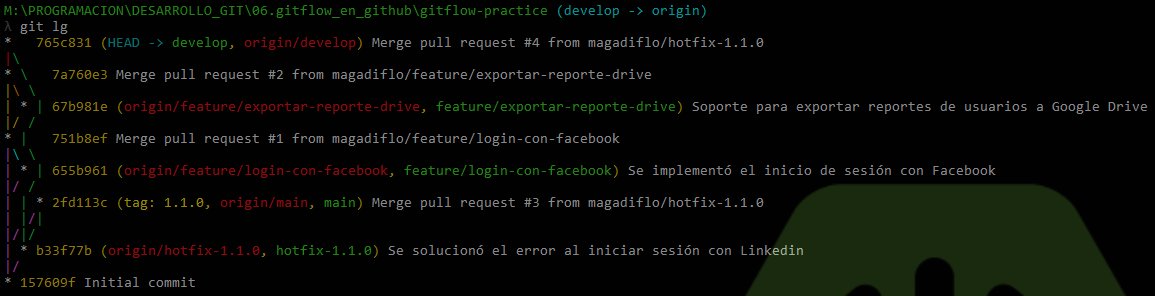 M:\PROGRAMACION\DESARROLLO_GIT\06.gitflow_en_github\gitflow-practice (develop -> origin)
λ git lg
*   765c831 (HEAD -> develop, origin/develop) Merge pull request #4 from magadiflo/hotfix-1.1.0
|\
* \   7a760e3 Merge pull request #2 from magadiflo/feature/exportar-reporte-drive
|\ \
| * | 67b981e (origin/feature/exportar-reporte-drive, feature/exportar-reporte-drive) Soporte para exportar reportes de usuarios a Google Drive
|/ /
* |   751b8ef Merge pull request #1 from magadiflo/feature/login-con-facebook
|\ \
| * | 655b961 (origin/feature/login-con-facebook, feature/login-con-facebook) Se implementó el inicio de sesión con Facebook
|/ /
| | * 2fd113c (tag: 1.1.0, origin/main, main) Merge pull request #3 from magadiflo/hotfix-1.1.0
| |/|
|/|/
| * b33f77b (origin/hotfix-1.1.0, hotfix-1.1.0) Se solucionó el error al iniciar sesión con Linkedin
|/
* 157609f Initial commit